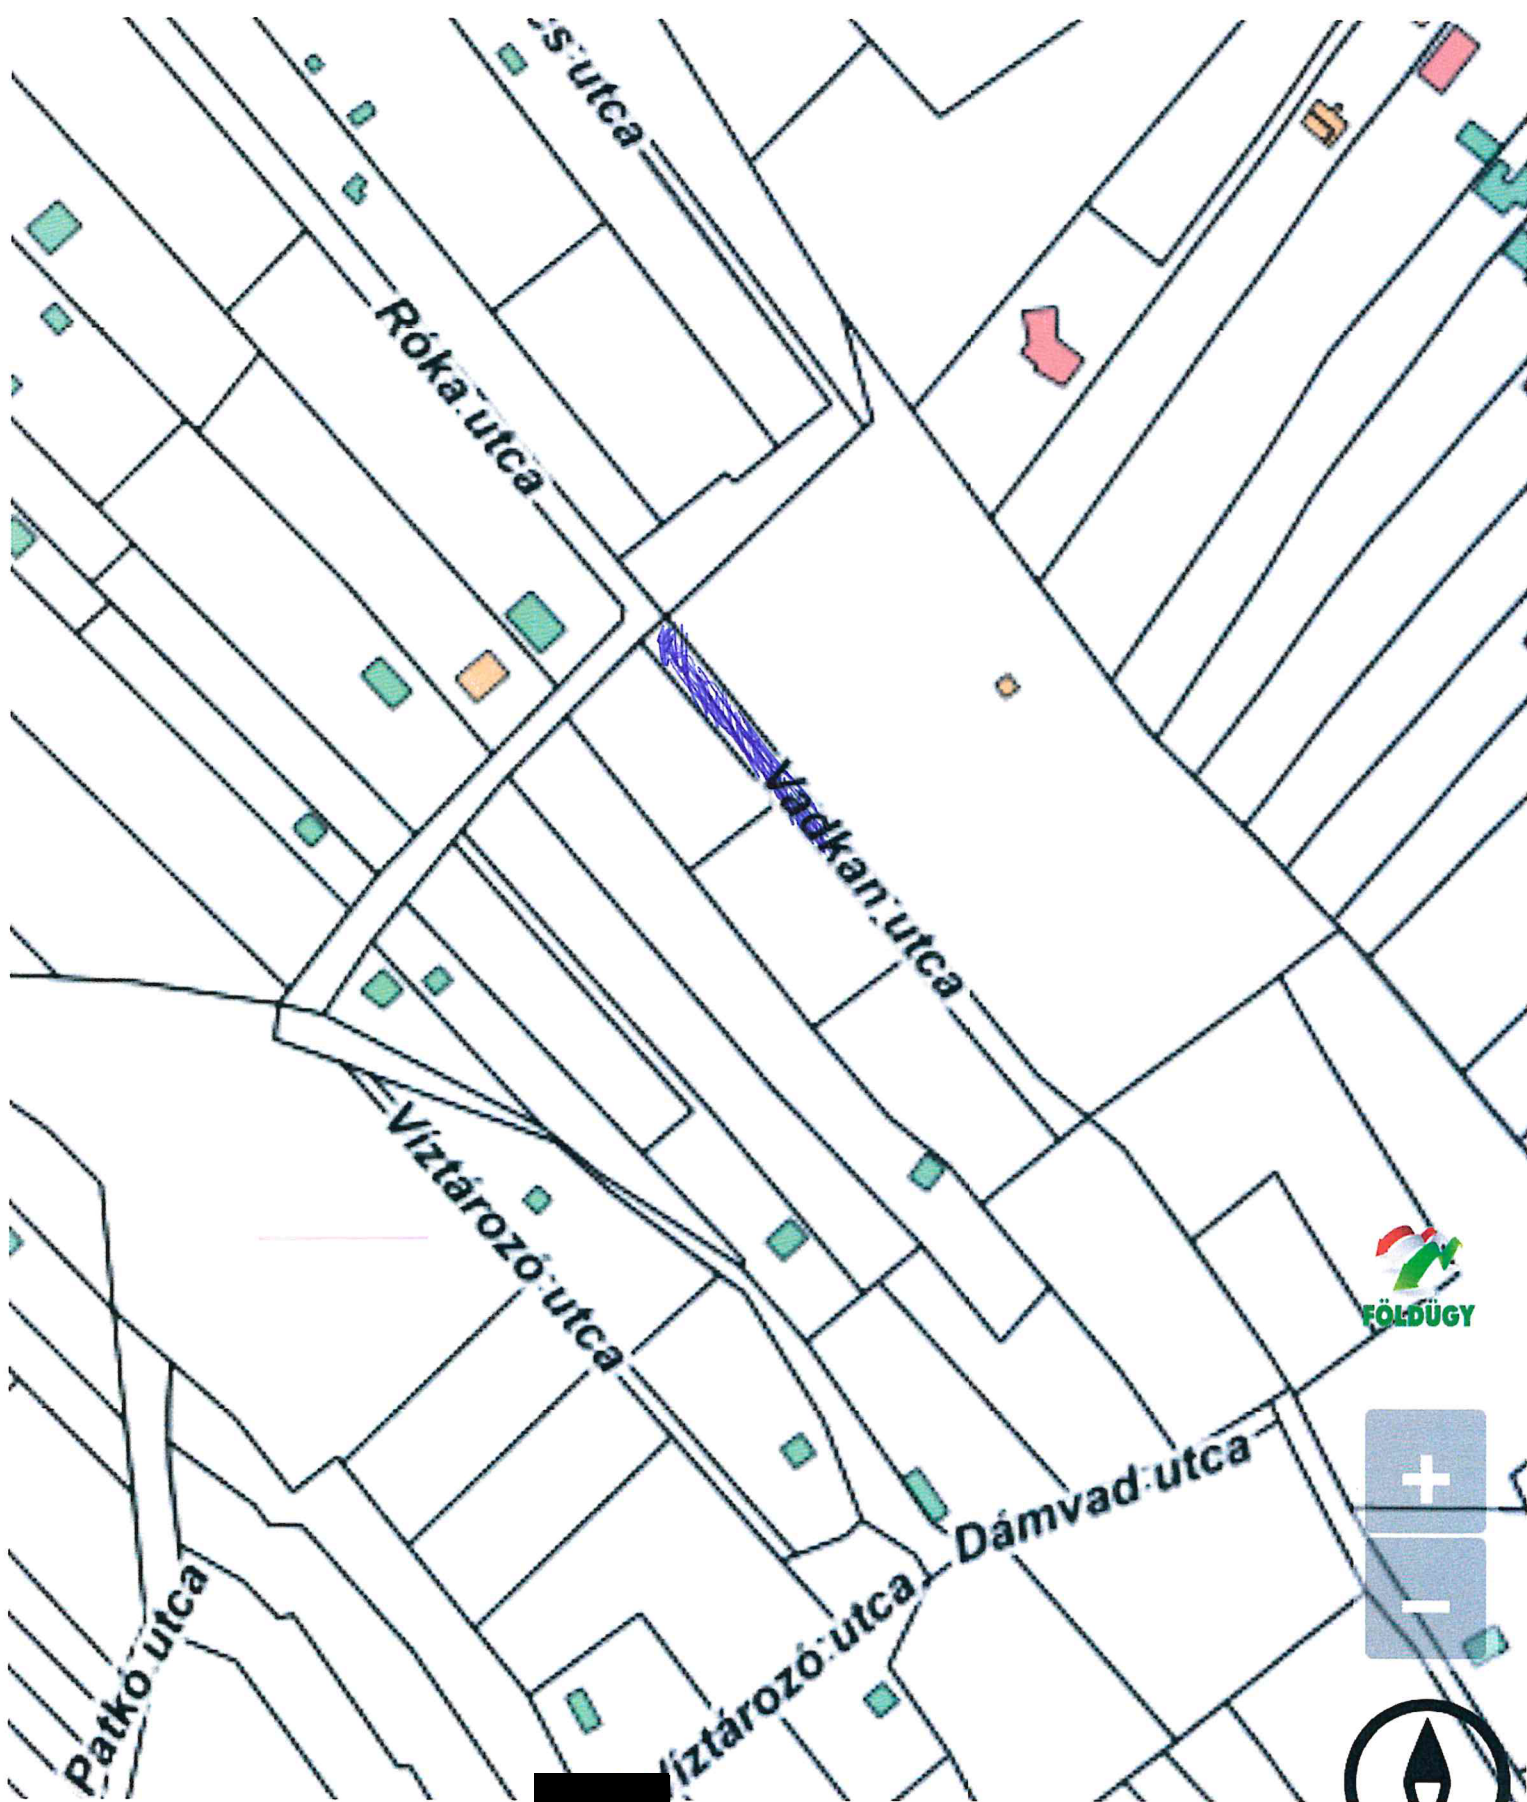 utca
Róka utca
Vadkan utca
Víztározó utca
FÖLDÜGY
+
Dámvad utca
−
Víztározó utca
Patkó utca